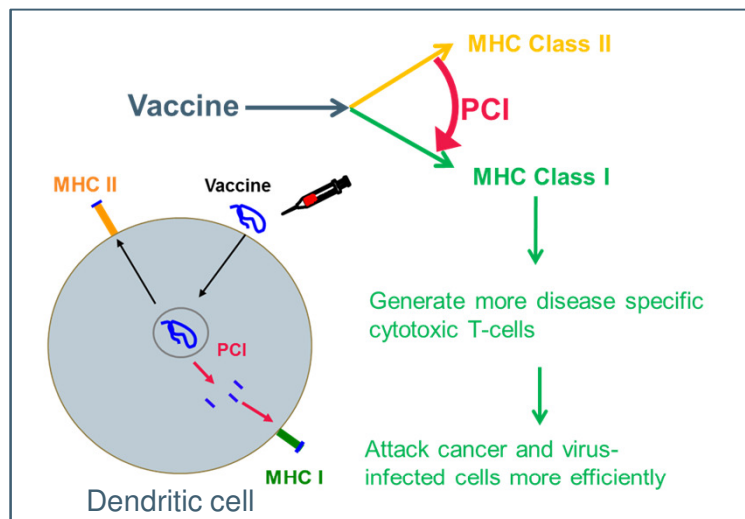 MHC Class II
Vaccine
PCI
MHC Class I
MHC II
Vaccine
PCI
MHC I
Dendritic cell
Generate more disease specific
cytotoxic T-cells
Attack cancer and virus-
infected cells more efficiently